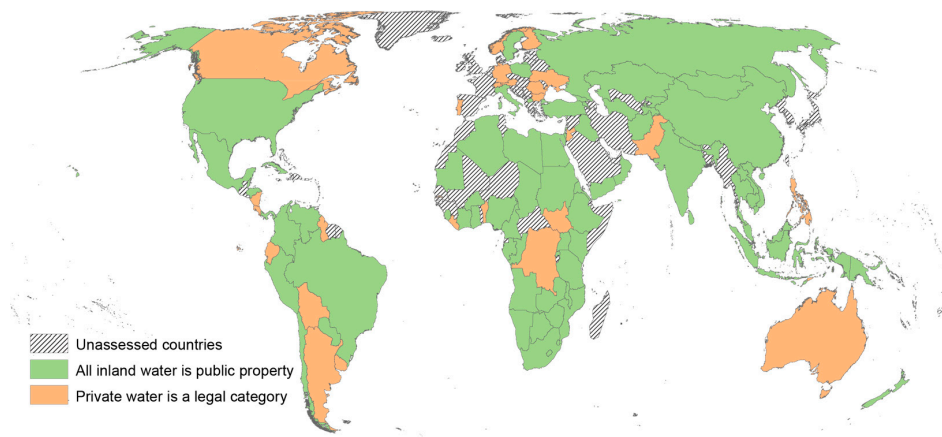 Unassessed countries
All inland water is public property
Private water is a legal category